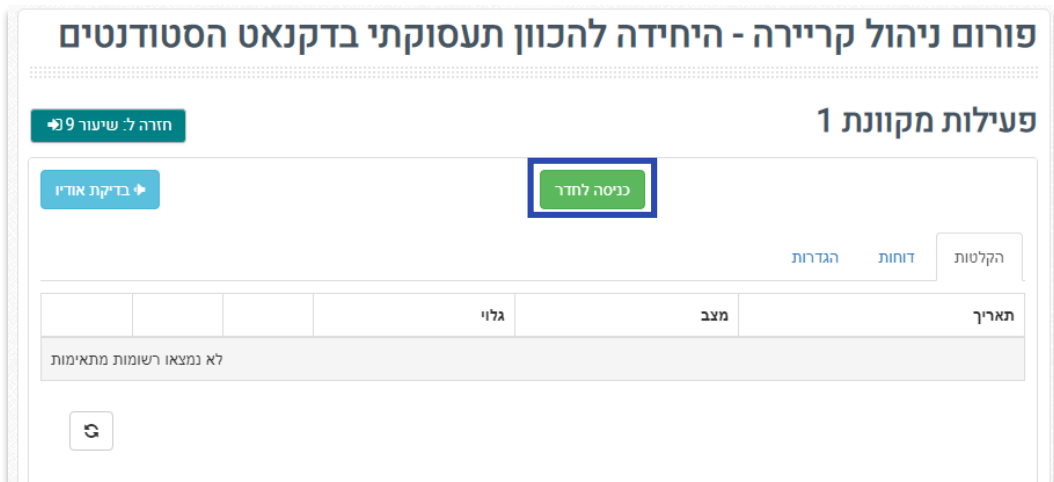 פורום ניהול קריירה - היחידה להכוון תעסוקתי בדקנאט הסטודנטים
פעילות מקוונת 1
חזרה ל: שיעור 9
כניסה לחדר
בדיקת אודיו
הקלטות דוחות הגדרות
תאריך מצב גלוי
לא נמצאו רשומות מתאימות